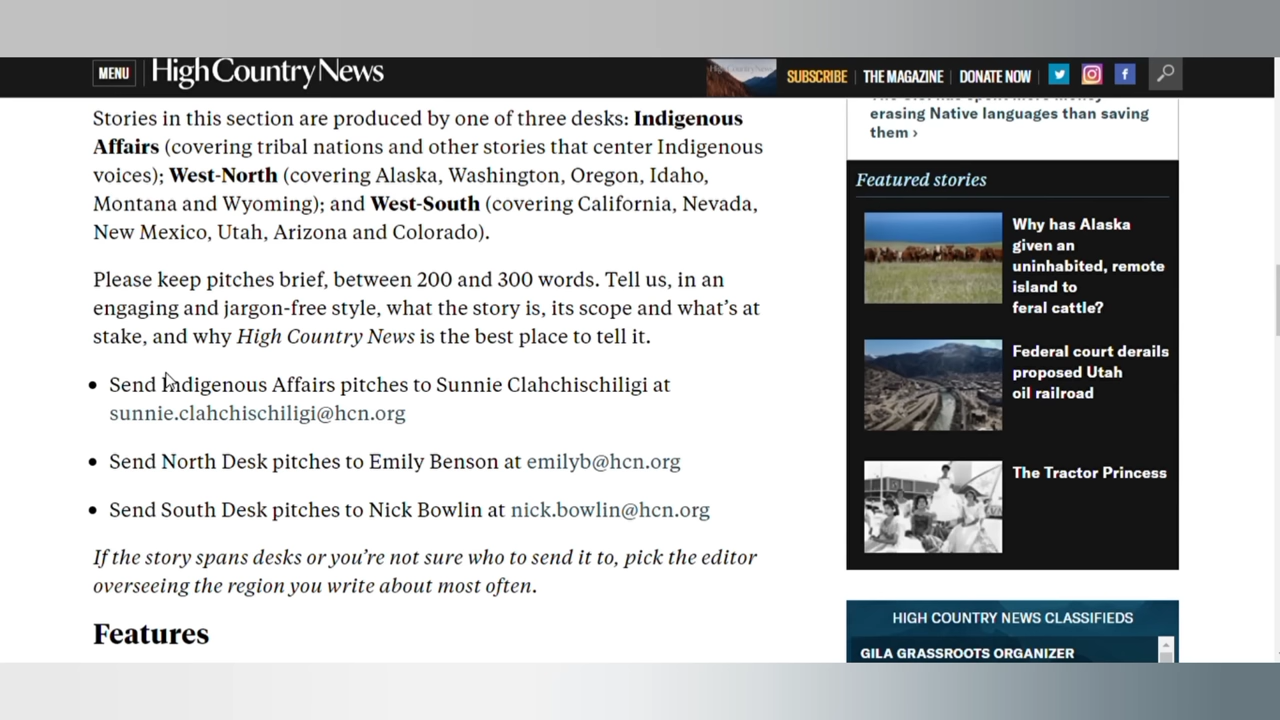 MENU
High Country News
SUBSCRIBE
THE MAGAZINE
DONATE NOW
Stories in this section are produced by one of three desks: Indigenous
Affairs (covering tribal nations and other stories that center Indigenous
voices); West-North (covering Alaska, Washington, Oregon, Idaho,
Montana and Wyoming); and West-South (covering California, Nevada,
New Mexico, Utah, Arizona and Colorado).
Please keep pitches brief, between 200 and 300 words. Tell us, in an
engaging and jargon-free style, what the story is, its scope and what’s at
stake, and why High Country News is the best place to tell it.
• Send Indigenous Affairs pitches to Sunnie Clahchischiligi at
sunnie.clahchischiligi@hcn.org
• Send North Desk pitches to Emily Benson at emilyb@hcn.org
• Send South Desk pitches to Nick Bowlin at nick.bowlin@hcn.org
If the story spans desks or you’re not sure who to send it to, pick the editor
overseeing the region you write about most often.
Features
erasing Native languages than saving
them ›
Featured stories
Why has Alaska
given an
uninhabited, remote
island to
feral cattle?
Federal court derails
proposed Utah
oil railroad
The Tractor Princess
HIGH COUNTRY NEWS CLASSIFIEDS
GILA GRASSROOTS ORGANIZER